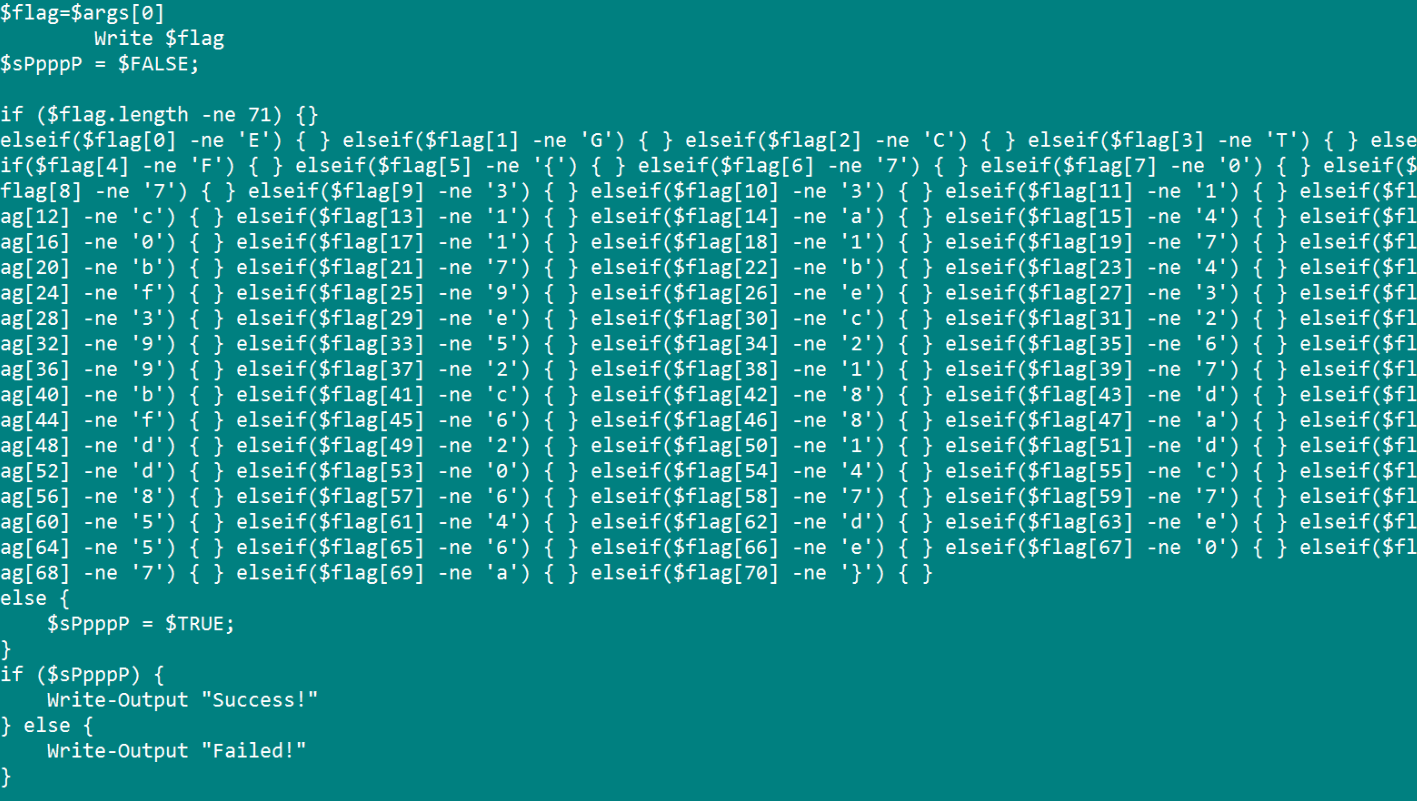 $flag=$args[0]
        Write $flag
$sPpppP = $FALSE;

if ($flag.length -ne 71) {}
elseif($flag[0] -ne 'E') { } elseif($flag[1] -ne 'G') { } elseif($flag[2] -ne 'C') { } elseif($flag[3] -ne 'T') { } else
if($flag[4] -ne 'F') { } elseif($flag[5] -ne '{') { } elseif($flag[6] -ne '7') { } elseif($flag[7] -ne '0') { } elseif($
flag[8] -ne '7') { } elseif($flag[9] -ne '3') { } elseif($flag[10] -ne '3') { } elseif($flag[11] -ne '1') { } elseif($fl
ag[12] -ne 'c') { } elseif($flag[13] -ne '1') { } elseif($flag[14] -ne 'a') { } elseif($flag[15] -ne '4') { } elseif($fl
ag[16] -ne '0') { } elseif($flag[17] -ne '1') { } elseif($flag[18] -ne '1') { } elseif($flag[19] -ne '7') { } elseif($fl
ag[20] -ne 'b') { } elseif($flag[21] -ne '7') { } elseif($flag[22] -ne 'b') { } elseif($flag[23] -ne '4') { } elseif($fl
ag[24] -ne 'f') { } elseif($flag[25] -ne '9') { } elseif($flag[26] -ne 'e') { } elseif($flag[27] -ne '3') { } elseif($fl
ag[28] -ne '3') { } elseif($flag[29] -ne 'e') { } elseif($flag[30] -ne 'c') { } elseif($flag[31] -ne '2') { } elseif($fl
ag[32] -ne '9') { } elseif($flag[33] -ne '5') { } elseif($flag[34] -ne '2') { } elseif($flag[35] -ne '6') { } elseif($fl
ag[36] -ne '9') { } elseif($flag[37] -ne '2') { } elseif($flag[38] -ne '1') { } elseif($flag[39] -ne '7') { } elseif($fl
ag[40] -ne 'b') { } elseif($flag[41] -ne 'c') { } elseif($flag[42] -ne '8') { } elseif($flag[43] -ne 'd') { } elseif($fl
ag[44] -ne 'f') { } elseif($flag[45] -ne '6') { } elseif($flag[46] -ne '8') { } elseif($flag[47] -ne 'a') { } elseif($fl
ag[48] -ne 'd') { } elseif($flag[49] -ne '2') { } elseif($flag[50] -ne '1') { } elseif($flag[51] -ne 'd') { } elseif($fl
ag[52] -ne 'd') { } elseif($flag[53] -ne '0') { } elseif($flag[54] -ne '4') { } elseif($flag[55] -ne 'c') { } elseif($fl
ag[56] -ne '8') { } elseif($flag[57] -ne '6') { } elseif($flag[58] -ne '7') { } elseif($flag[59] -ne '7') { } elseif($fl
ag[60] -ne '5') { } elseif($flag[61] -ne '4') { } elseif($flag[62] -ne 'd') { } elseif($flag[63] -ne 'e') { } elseif($fl
ag[64] -ne '5') { } elseif($flag[65] -ne '6') { } elseif($flag[66] -ne 'e') { } elseif($flag[67] -ne '0') { } elseif($fl
ag[68] -ne '7') { } elseif($flag[69] -ne 'a') { } elseif($flag[70] -ne '}') { }
else {
    $sPpppP = $TRUE;
}
if ($sPpppP) {
    Write-Output "Success!"
} else {
    Write-Output "Failed!"
}